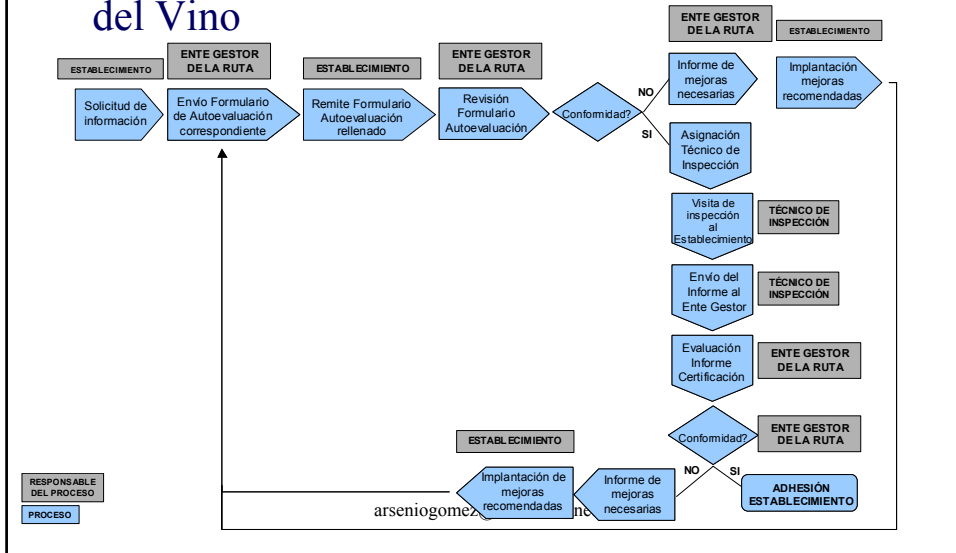 del Vino
ESTABLECIMIENTO
ENTE GESTOR
DE LA RUTA
ESTABLECIMIENTO
ENTE GESTOR
DE LA RUTA
ENTE GESTOR
DE LA RUTA
ESTABLECIMIENTO
Solicitud de
información
Envío Formulario
de Autoevaluación
correspondiente
Remite Formulario
Autoevaluación
rellenado
Revisión
Formulario
Autoevaluación
Conformidad?
NO
SI
Informe de
mejoras
necesarias
Implantación
mejoras
recomendadas
Asignación
Técnico de
Inspección
Visita de
inspección
al
Establecimiento
TÉCNICO DE
INSPECCIÓN
Envío del
Informe al
Ente Gestor
TÉCNICO DE
INSPECCIÓN
Evaluación
Informe
Certificación
ENTE GESTOR
DE LA RUTA
Conformidad?
ENTE GESTOR
DE LA RUTA
NO
SI
ESTABLECIMIENTO
Implantación de
mejoras
recomendadas
Informe de
mejoras
necesarias
ADHESIÓN
ESTABLECIMIENTO
RESPONSABLE
DEL PROCESO
PROCESO